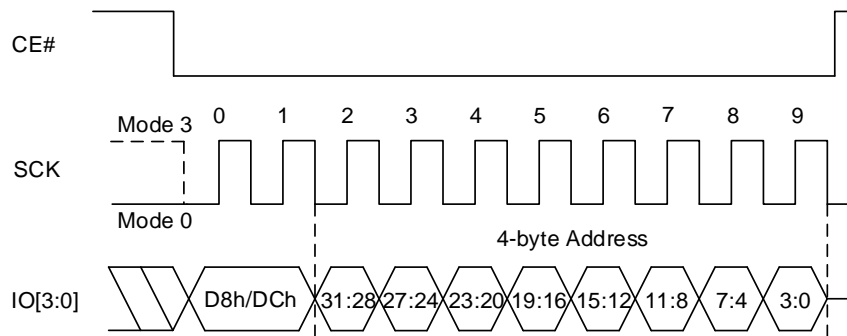 CE#
Mode 3 0 1 2 3 4 5 6 7 8 9
SCK
Mode 0
4-byte Address
IO[3:0] D8h/DCh 31:28 27:24 23:20 19:16 15:12 11:8 7:4 3:0